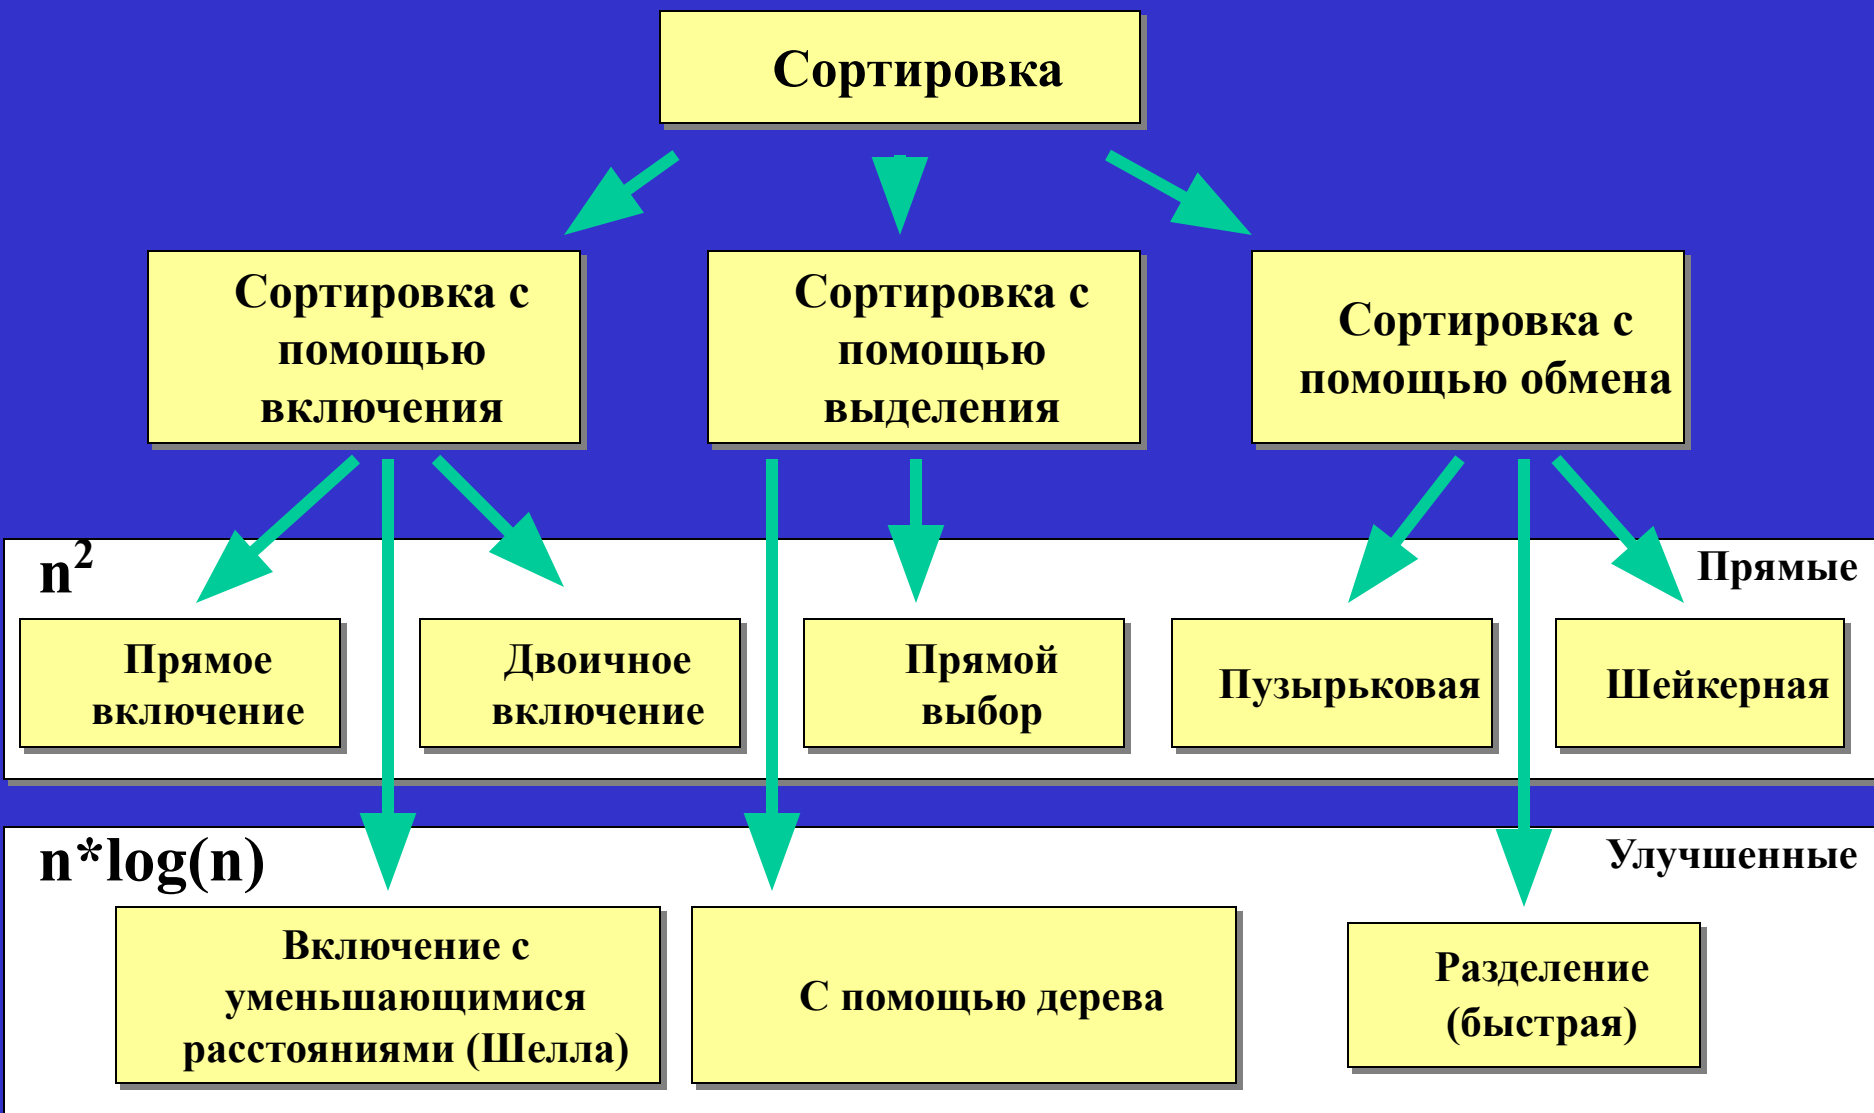 Сортировка
Сортировка с
помощью
включения
Сортировка с
помощью
выделения
Сортировка с
помощью обмена
n²
Прямые
Прямое
включение
Двоичное
включение
Прямой
выбор
Пузырьковая
Шейкерная
n*log(n)
Улучшенные
Включение с
уменьшающимися
расстояниями (Шелла)
С помощью дерева
Разделение
(быстрая)